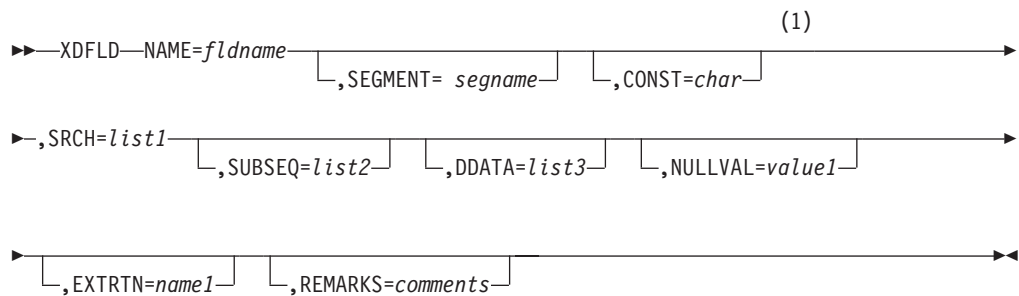 (1)
XDFLD NAME=fldname
,SEGMENT= segname ,CONST=char
,SRCH=list1
,SUBSEQ=list2 ,DDATA=list3 ,NULLVAL=value1
,EXTRTN=name1 ,REMARKS=comments